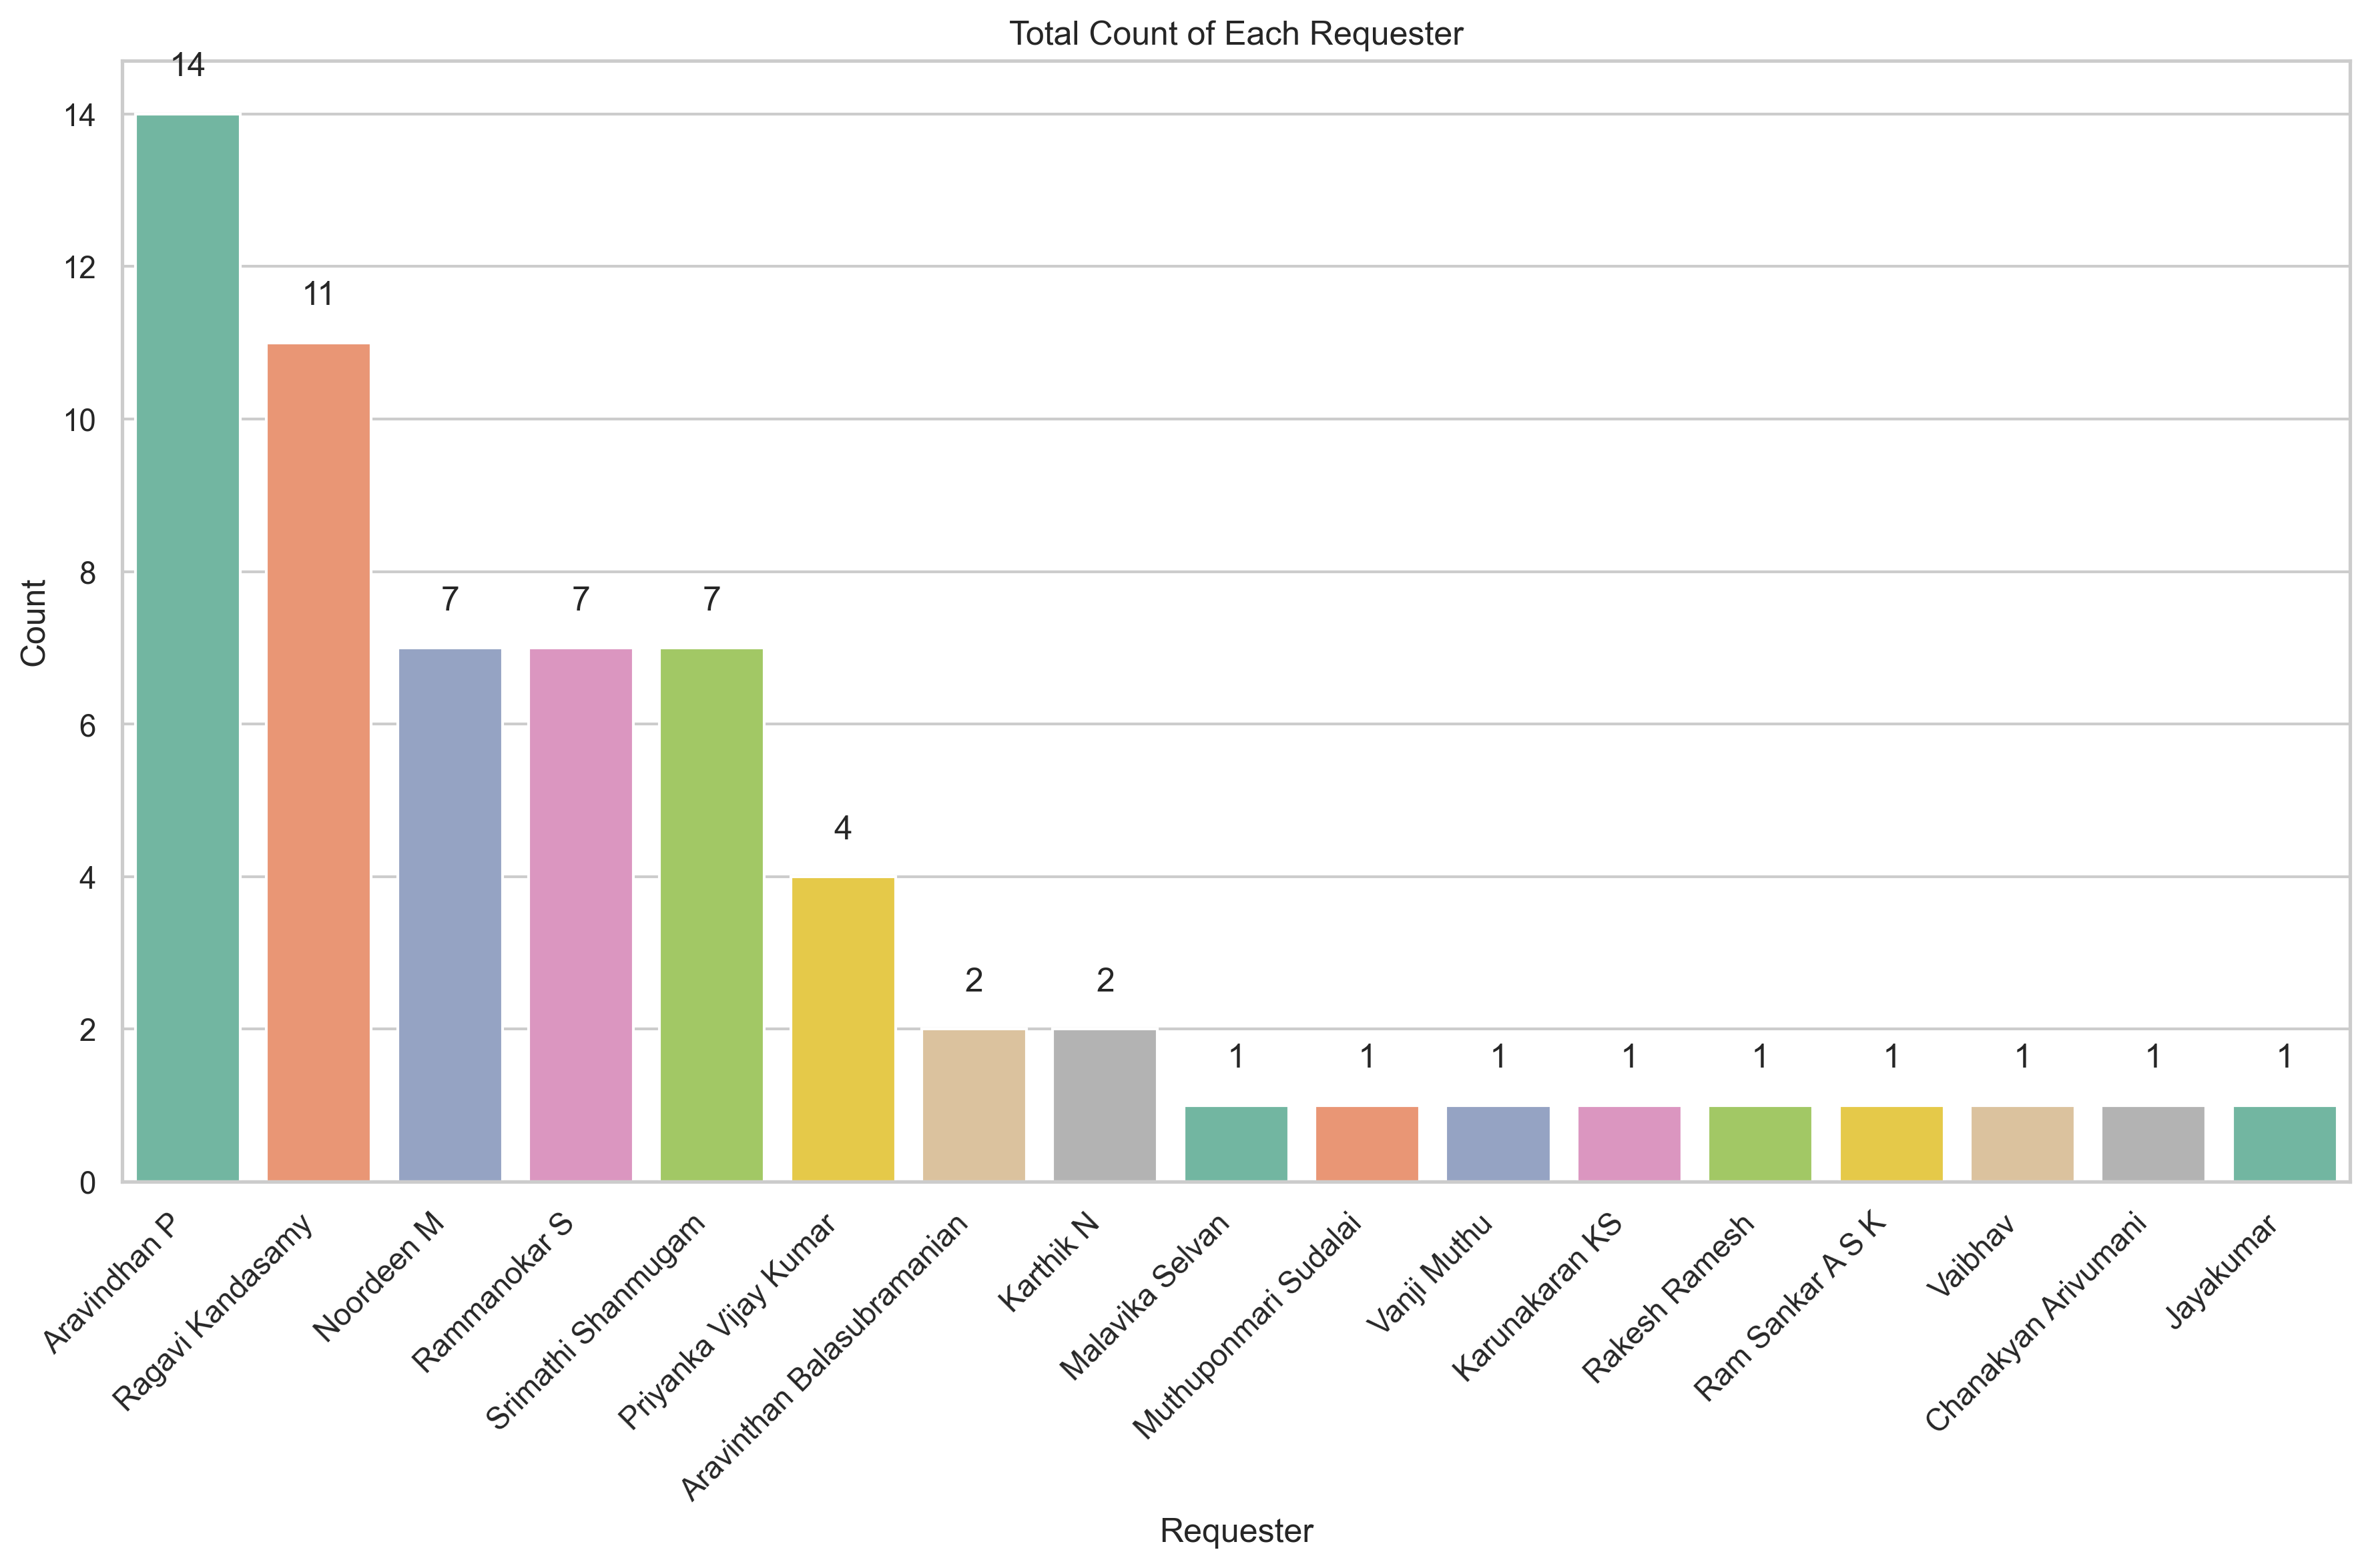 Total Count of Each Requester
14
14
12
11
10
8
7
7
7
6
4
4
2
2
2
1
1
1
1
1
1
1
1
1
0
Count
Aravindhan P
Ragavi Kandasamy
Noordeen M
Rammanokar S
Srimathi Shanmugam
Priyanka Vijay Kumar
Aravinthan Balasubramanian
Karthik N
Malavika Selvan
Muthuponmari Sudalai
Vanji Muthu
Karunakaran KS
Rakesh Ramesh
Ram Sankar A S K
Vaibhav
Chanakyan Arivumani
Jayakumar
Requester